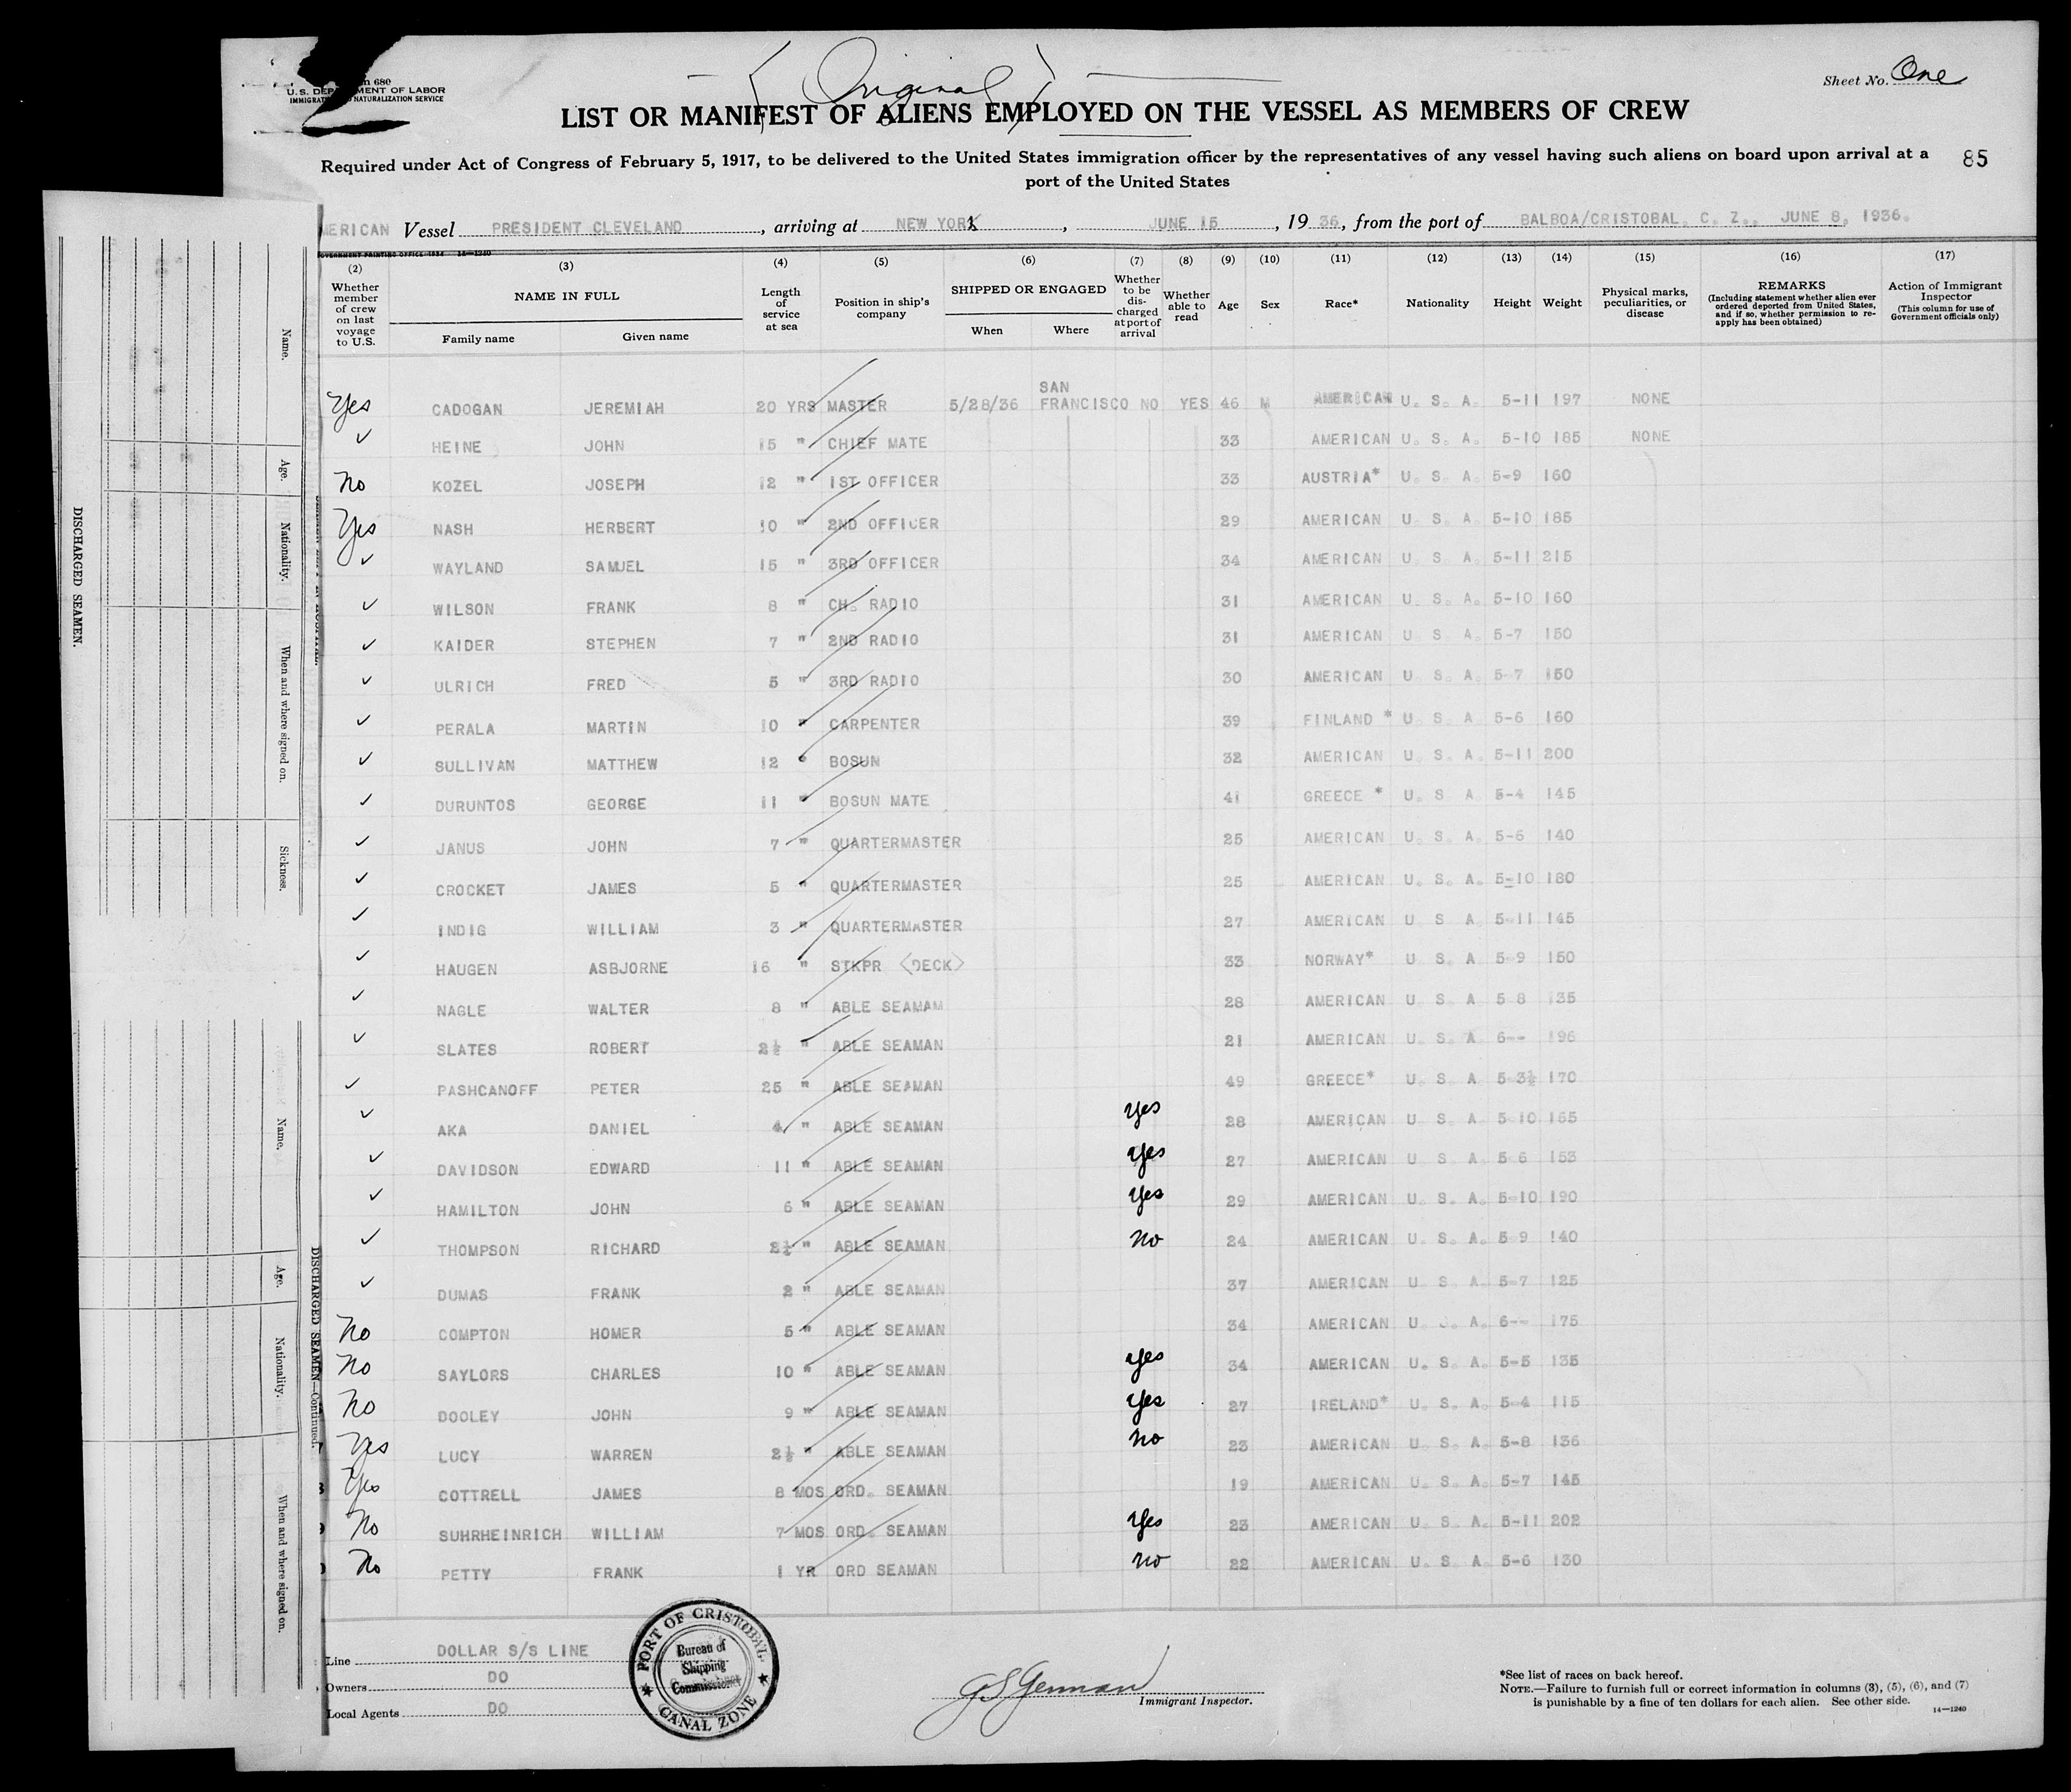 Original
Sheet No. One
680
U.S. DEPARTMENT OF LABOR
IMMIGRATION AND NATURALIZATION SERVICE
LIST OR MANIFEST OF ALIENS EMPLOYED ON THE VESSEL AS MEMBERS OF CREW
Required under Act of Congress of February 5, 1917, to be delivered to the United States immigration officer by the representatives of any vessel having such aliens on board upon arrival at a
port of the United States
85
MERICAN Vessel PRESIDENT CLEVELAND, arriving at NEW YORK, JUNE 15, 1936, from the port of BALBOA/CRISTOBAL, C. Z., JUNE 8, 1936.
(2) (3) (4) (5) (6) (7) (8) (9) (10) (11) (12) (13) (14) (15) (16) (17)
Whether member of crew on last voyage to U.S.
NAME IN FULL
Family name Given name
Length of service at sea
Position in ship's company
SHIPPED OR ENGAGED
When Where
Whether to be discharged at port of arrival
Whether able to read
Age Sex Race* Nationality Height Weight
Physical marks, peculiarities, or disease
REMARKS
(Including statement whether alien ever ordered deported from United States, and if so, whether permission to reapply has been obtained)
Action of Immigrant Inspector
(This column for use of Government officials only)
SAN
Yes CADOGAN JEREMIAH 20 YRS MASTER 5/28/36 FRANCISCO NO YES 46 M AMERICAN U. S. A. 5-11 197 NONE
✓ HEINE JOHN 15 " CHIEF MATE 33 AMERICAN U. S. A. 5-10 185 NONE
No KOZEL JOSEPH 12 " 1ST OFFICER 33 AUSTRIA* U. S. A. 5-9 160
Yes NASH HERBERT 10 " 2ND OFFICER 29 AMERICAN U. S. A. 5-10 185
✓ WAYLAND SAMUEL 15 " 3RD OFFICER 34 AMERICAN U. S. A. 5-11 215
✓ WILSON FRANK 8 " CH. RADIO 31 AMERICAN U. S. A. 5-10 160
✓ KAIDER STEPHEN 7 " 2ND RADIO 31 AMERICAN U. S. A. 5-7 150
✓ ULRICH FRED 5 " 3RD RADIO 30 AMERICAN U. S. A. 5-7 150
✓ PERALA MARTIN 10 " CARPENTER 39 FINLAND * U. S. A. 5-6 160
✓ SULLIVAN MATTHEW 12 " BOSUN 32 AMERICAN U. S. A. 5-11 200
✓ DURUNTOS GEORGE 11 " BOSUN MATE 41 GREECE * U. S. A. 5-4 145
✓ JANUS JOHN 7 " QUARTERMASTER 25 AMERICAN U. S. A. 5-6 140
✓ CROCKET JAMES 5 " QUARTERMASTER 25 AMERICAN U. S. A. 5-10 180
✓ INDIG WILLIAM 3 " QUARTERMASTER 27 AMERICAN U. S. A. 5-11 145
✓ HAUGEN ASBJORNE 16 " STKPR <DECK> 33 NORWAY* U. S. A. 5-9 150
✓ NAGLE WALTER 8 " ABLE SEAMAM 28 AMERICAN U. S. A. 5-8 135
✓ SLATES ROBERT 2½ " ABLE SEAMAN 21 AMERICAN U. S. A. 6-- 196
✓ PASHCANOFF PETER 25 " ABLE SEAMAN 49 GREECE* U. S. A. 5-3½ 170
✓ AKA DANIEL 4 " ABLE SEAMAN Yes 28 AMERICAN U. S. A. 5-10 165
✓ DAVIDSON EDWARD 11 " ABLE SEAMAN Yes 27 AMERICAN U. S. A. 5-6 153
✓ HAMILTON JOHN 6 " ABLE SEAMAN Yes 29 AMERICAN U. S. A. 5-10 190
✓ THOMPSON RICHARD 2½ " ABLE SEAMAN No 24 AMERICAN U. S. A. 5-9 140
✓ DUMAS FRANK 2 " ABLE SEAMAN 37 AMERICAN U. S. A. 5-7 125
No COMPTON HOMER 5 " ABLE SEAMAN 34 AMERICAN U. S. A. 6-- 175
No SAYLORS CHARLES 10 " ABLE SEAMAN Yes 34 AMERICAN U. S. A. 5-5 135
No DOOLEY JOHN 9 " ABLE SEAMAN Yes 27 IRELAND* U. S. A. 5-4 115
Yes LUCY WARREN 2½ " ABLE SEAMAN No 23 AMERICAN U. S. A. 5-8 136
Yes COTTRELL JAMES 8 MOS ORD. SEAMAN 19 AMERICAN U. S. A. 5-7 145
No SUHRHEINRICH WILLIAM 7 MOS ORD. SEAMAN Yes 23 AMERICAN U. S. A. 5-11 202
No PETTY FRANK 1 YR ORD SEAMAN No 22 AMERICAN U. S. A. 5-6 130
Line DOLLAR S/S LINE
Owners DO
Local Agents DO
PORT OF CRISTOBAL
Bureau of
Shipping
Commissioner
CANAL ZONE
G S German
Immigrant Inspector.
*See list of races on back hereof.
NOTE.—Failure to furnish full or correct information in columns (3), (5), (6), and (7)
is punishable by a fine of ten dollars for each alien. See other side.
14—1240
DISCHARGED SEAMEN.
Name.
Age.
Nationality.
When and where signed on.
Sickness.
DISCHARGED SEAMEN—Continued.
Name.
Age.
Nationality.
When and where signed on.